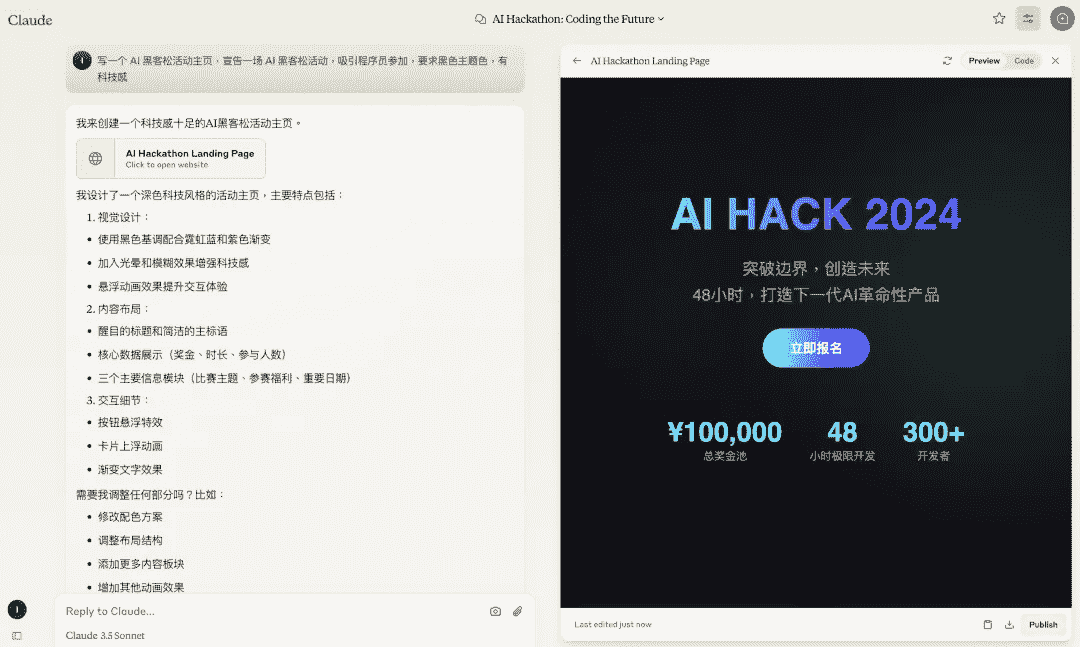 Claude
AI Hackathon: Coding the Future
I
写一个 AI 黑客松活动主页，宣告一场 AI 黑客松活动，吸引程序员参加，要求黑色主题色，有
科技感
我来创建一个科技感十足的AI黑客松活动主页。
AI Hackathon Landing Page
Click to open website
我设计了一个深色科技风格的活动主页，主要特点包括：
1. 视觉设计：
• 使用黑色基调配合霓虹蓝和紫色渐变
• 加入光晕和模糊效果增强科技感
• 悬浮动画效果提升交互体验
2. 内容布局：
• 醒目的标题和简洁的主标语
• 核心数据展示（奖金、时长、参与人数）
• 三个主要信息模块（比赛主题、参赛福利、重要日期）
3. 交互细节：
• 按钮悬浮特效
• 卡片上浮动画
• 渐变文字效果
需要我调整任何部分吗？比如：
• 修改配色方案
• 调整布局结构
• 添加更多内容板块
• 增加其他动画效果
I
Reply to Claude...
Claude 3.5 Sonnet
AI Hackathon Landing Page
Preview
Code
AI HACK 2024
突破边界，创造未来
48小时，打造下一代AI革命性产品
立即报名
¥100,000
总奖金池
48
小时极限开发
300+
开发者
Last edited just now
Publish